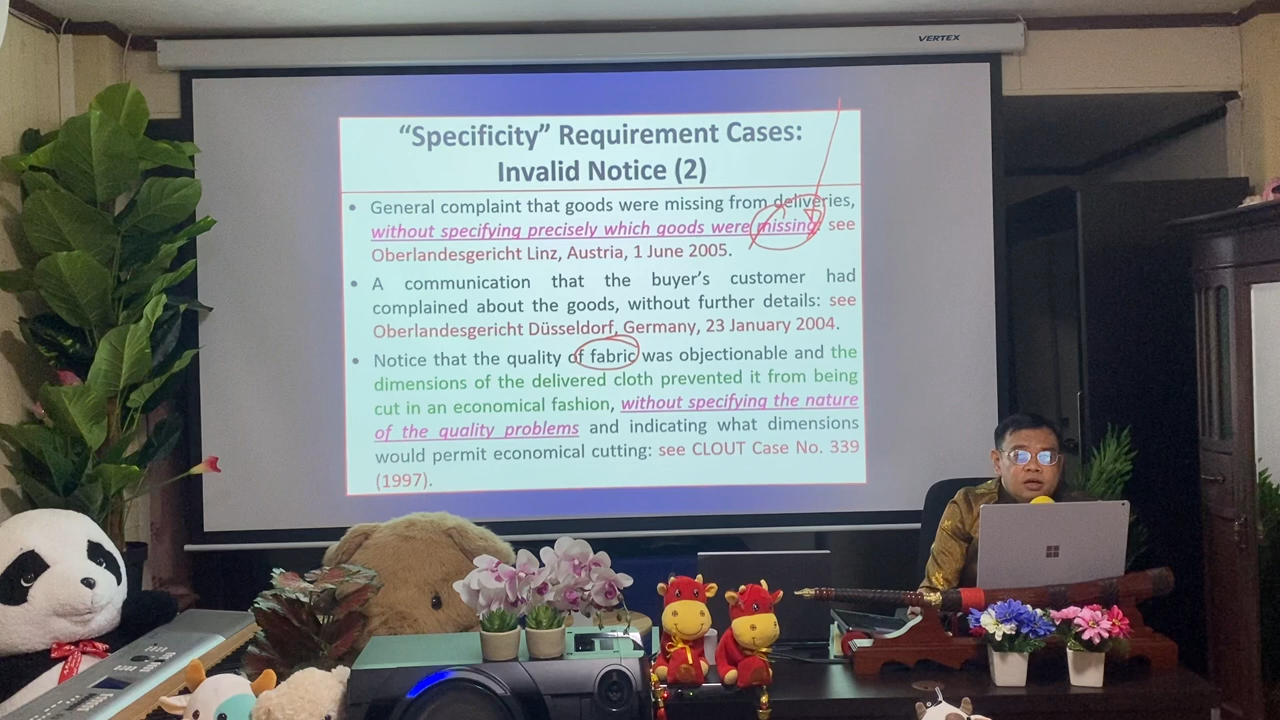 VERTEX
“Specificity” Requirement Cases:
Invalid Notice (2)
• General complaint that goods were missing from deliveries,
without specifying precisely which goods were missing: see
Oberlandesgericht Linz, Austria, 1 June 2005.
• A communication that the buyer’s customer had
complained about the goods, without further details: see
Oberlandesgericht Düsseldorf, Germany, 23 January 2004.
• Notice that the quality of fabric was objectionable and the
dimensions of the delivered cloth prevented it from being
cut in an economical fashion, without specifying the nature
of the quality problems and indicating what dimensions
would permit economical cutting: see CLOUT Case No. 339
(1997).